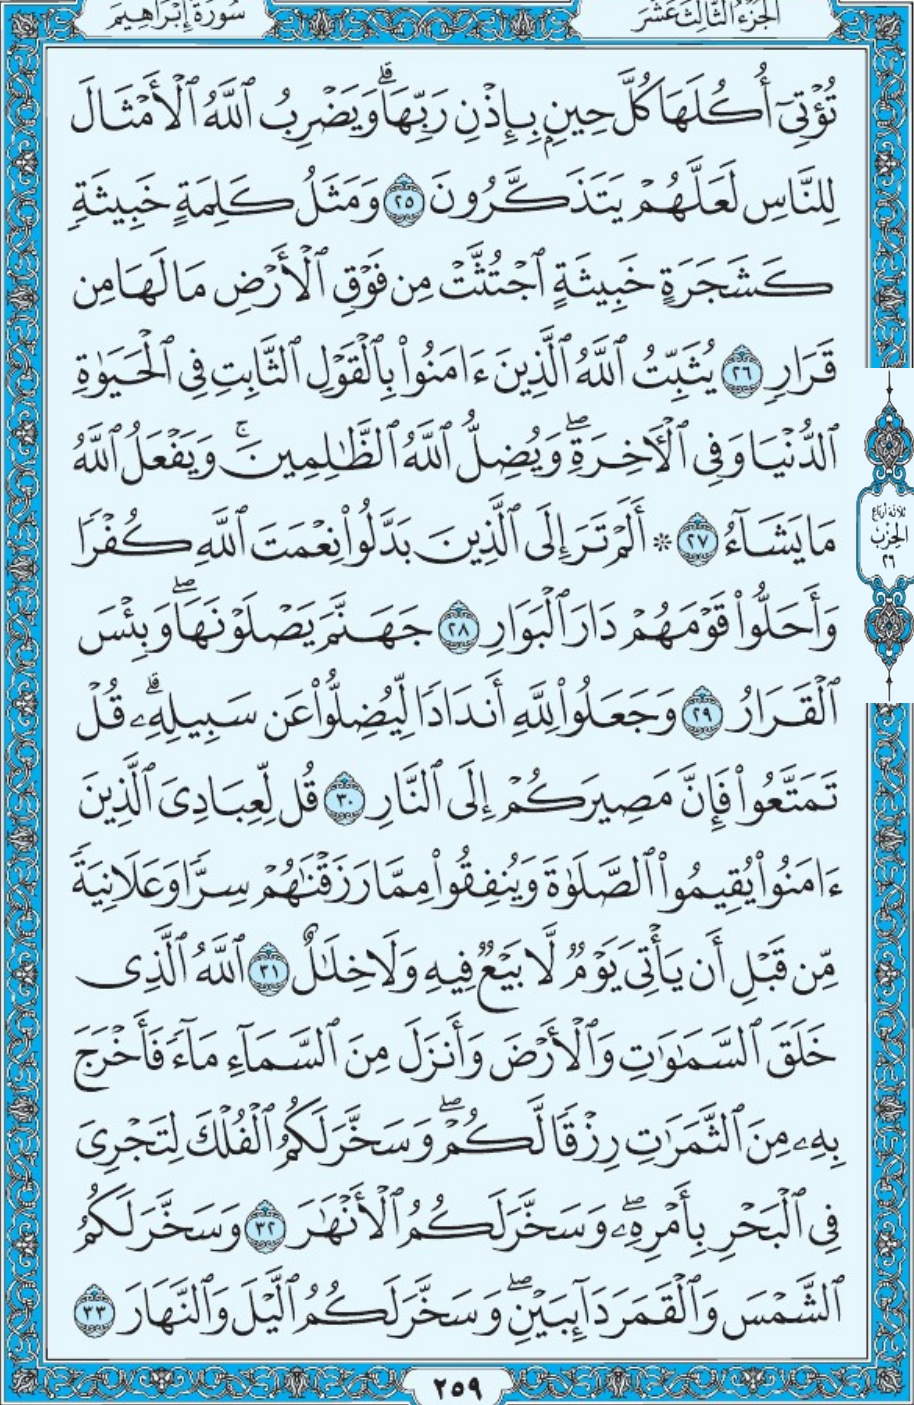 سُورَةُ إِبْرَاهِيمَ
الجُزْءُ الثَّالِثَ عَشَرَ
تُؤْتِىٓ أُكُلَهَا كُلَّ حِينِۭ بِإِذْنِ رَبِّهَاۗ وَيَضْرِبُ ٱللَّهُ ٱلْأَمْثَالَ
لِلنَّاسِ لَعَلَّهُمْ يَتَذَكَّرُونَ ٢٥ وَمَثَلُ كَلِمَةٍ خَبِيثَةٍ
كَشَجَرَةٍ خَبِيثَةٍ ٱجْتُثَّتْ مِن فَوْقِ ٱلْأَرْضِ مَا لَهَا مِن
قَرَارٍ ٢٦ يُثَبِّتُ ٱللَّهُ ٱلَّذِينَ ءَامَنُوا۟ بِٱلْقَوْلِ ٱلثَّابِتِ فِى ٱلْحَيَوٰةِ
ٱلدُّنْيَا وَفِى ٱلْأَخِرَةِۖ وَيُضِلُّ ٱللَّهُ ٱلظَّٰلِمِينَۚ وَيَفْعَلُ ٱللَّهُ
مَا يَشَآءُ ٢٧ * أَلَمْ تَرَ إِلَى ٱلَّذِينَ بَدَّلُوا۟ نِعْمَتَ ٱللَّهِ كُفْرًا
وَأَحَلُّوا۟ قَوْمَهُمْ دَارَ ٱلْبَوَارِ ٢٨ جَهَنَّمَ يَصْلَوْنَهَاۖ وَبِئْسَ
ٱلْقَرَارُ ٢٩ وَجَعَلُوا۟ لِلَّهِ أَندَادًا لِّيُضِلُّوا۟ عَن سَبِيلِهِۦۗ قُلْ
تَمَتَّعُوا۟ فَإِنَّ مَصِيرَكُمْ إِلَى ٱلنَّارِ ٣٠ قُل لِّعِبَادِىَ ٱلَّذِينَ
ءَامَنُوا۟ يُقِيمُوا۟ ٱلصَّلَوٰةَ وَيُنفِقُوا۟ مِمَّا رَزَقْنَٰهُمْ سِرًّا وَعَلَانِيَةً
مِّن قَبْلِ أَن يَأْتِىَ يَوْمٌ لَّا بَيْعٌ فِيهِ وَلَا خِلَٰلٌ ٣١ ٱللَّهُ ٱلَّذِى
خَلَقَ ٱلسَّمَٰوَٰتِ وَٱلْأَرْضَ وَأَنزَلَ مِنَ ٱلسَّمَآءِ مَآءً فَأَخْرَجَ
بِهِۦ مِنَ ٱلثَّمَرَٰتِ رِزْقًا لَّكُمْۖ وَسَخَّرَ لَكُمُ ٱلْفُلْكَ لِتَجْرِىَ
فِى ٱلْبَحْرِ بِأَمْرِهِۦۖ وَسَخَّرَ لَكُمُ ٱلْأَنْهَٰرَ ٣٢ وَسَخَّرَ لَكُمُ
ٱلشَّمْسَ وَٱلْقَمَرَ دَآئِبَيْنِۖ وَسَخَّرَ لَكُمُ ٱلَّيْلَ وَٱلنَّهَارَ ٣٣
ثلاثة أرباع
الحزب
٢٦
٢٥٩